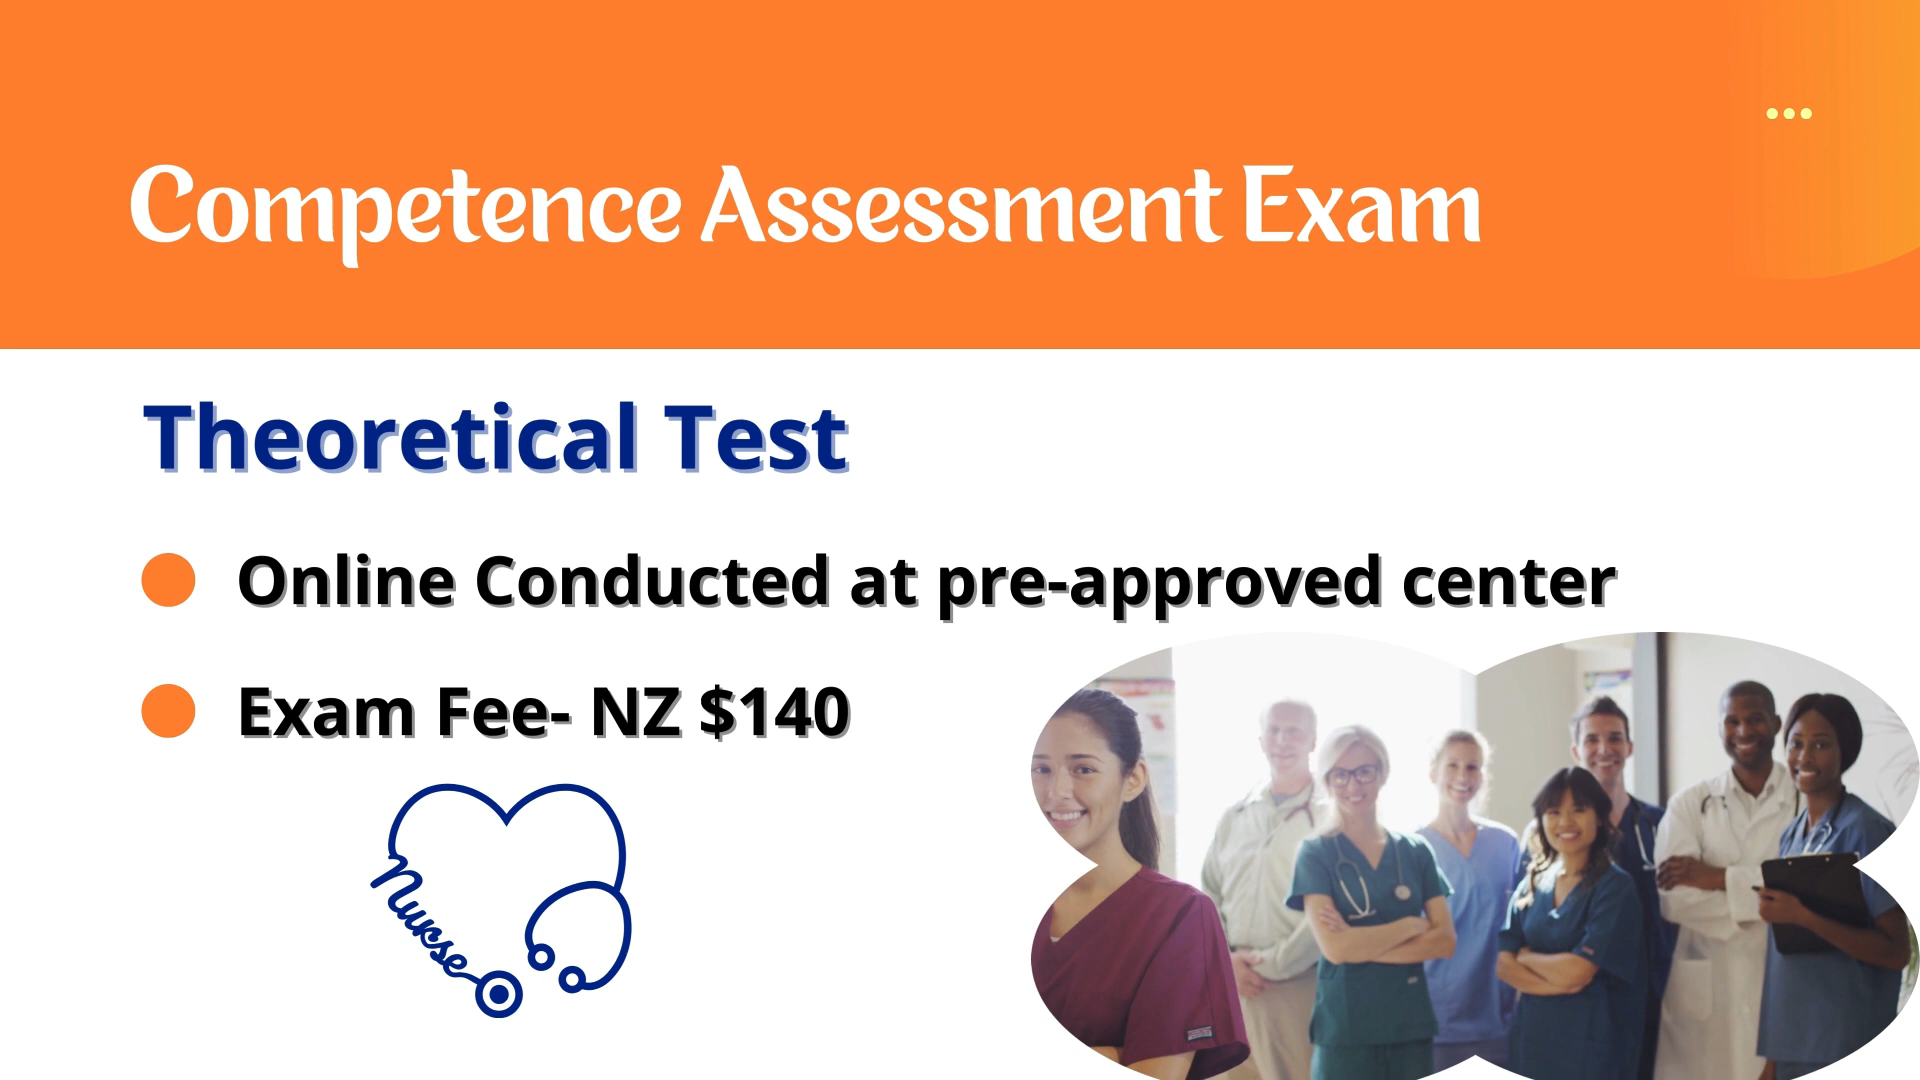 Competence Assessment Exam
Theoretical Test
Online Conducted at pre-approved center
Exam Fee- NZ $140
Nurse